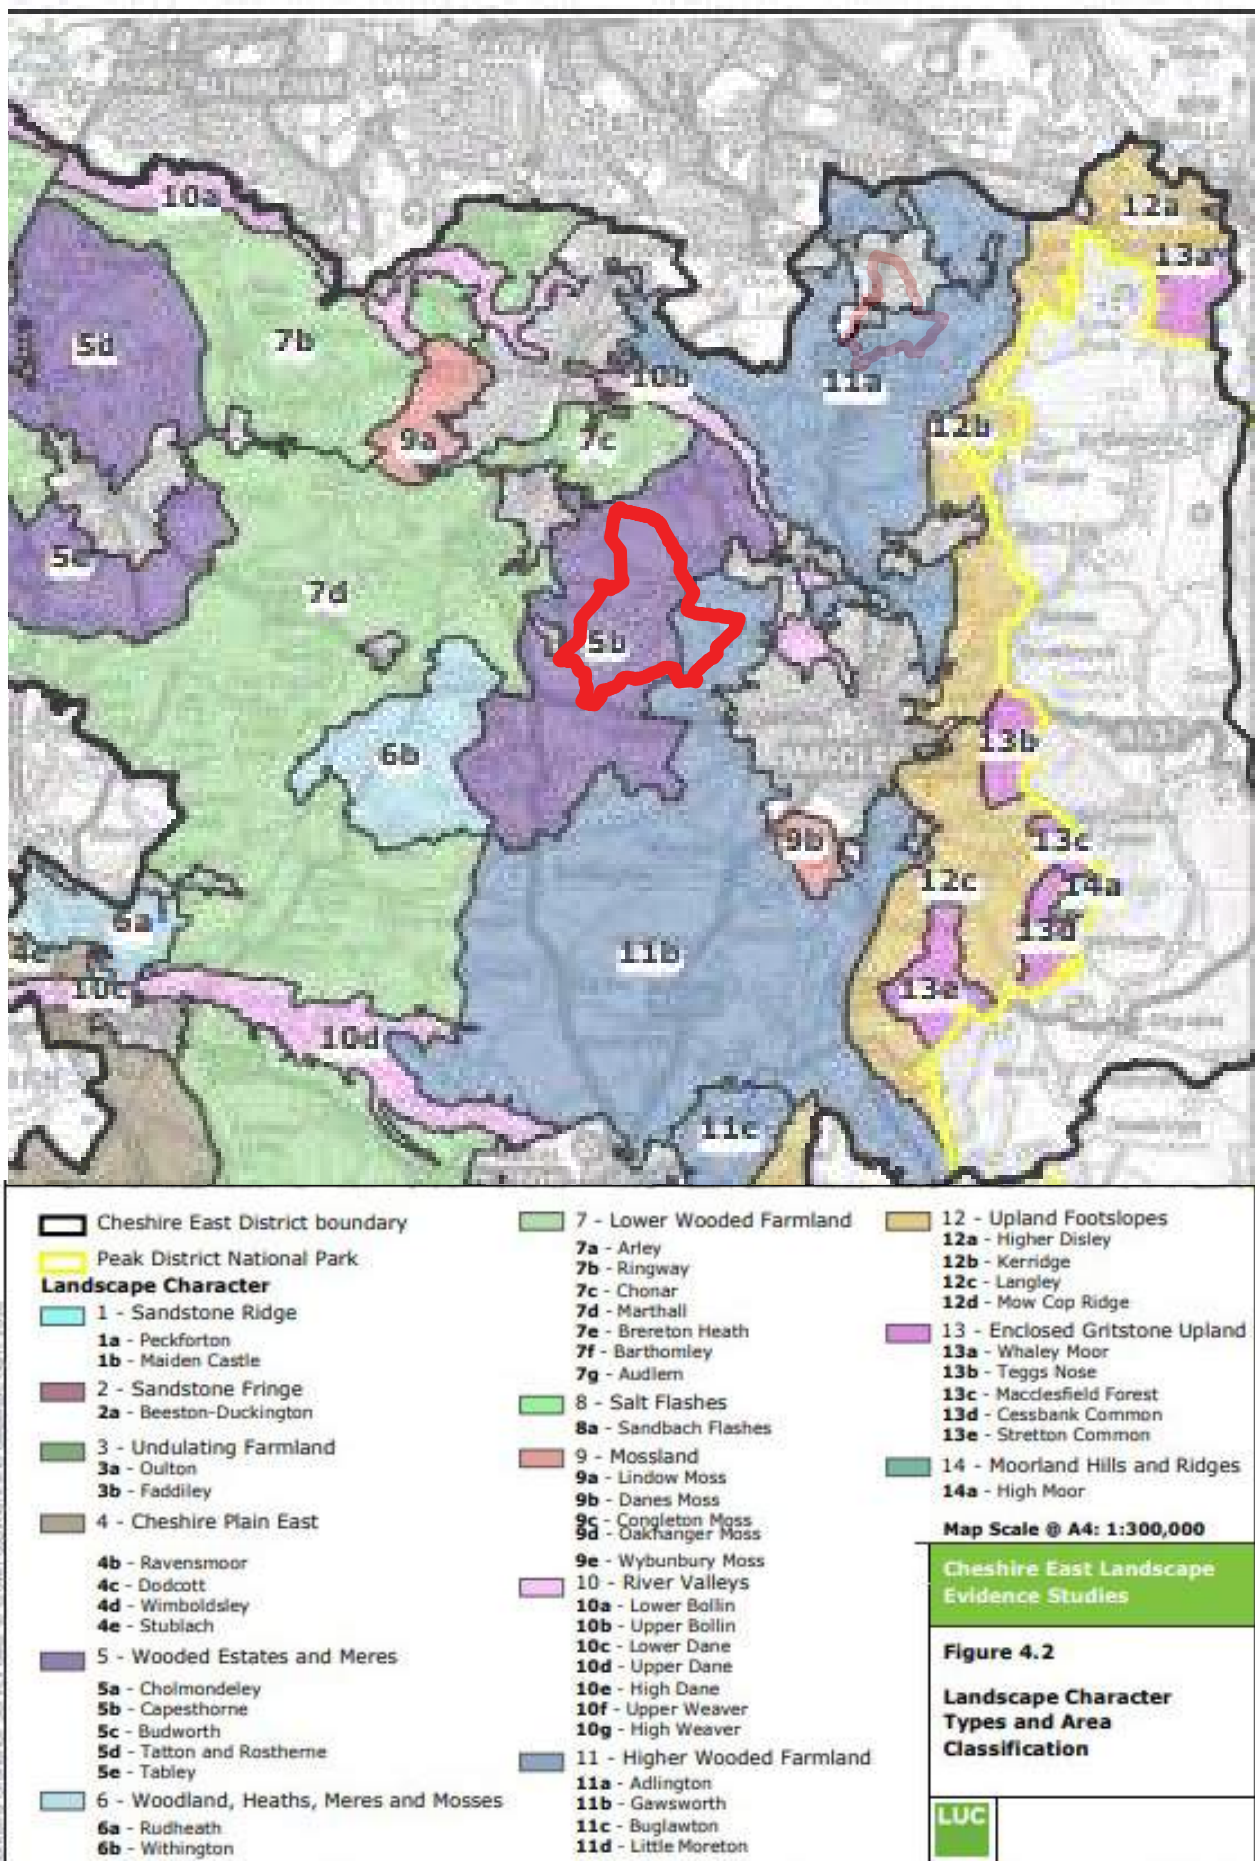 10a
12a
13a
5d
7b
10b
11a
9a
7c
12b
5e
7d
5b
6b
13b
9b
13c
12c
14a
6a
13d
11b
10c
13e
10d
11c
Cheshire East District boundary
Peak District National Park
Landscape Character
1 - Sandstone Ridge
1a - Peckforton
1b - Maiden Castle
2 - Sandstone Fringe
2a - Beeston-Duckington
3 - Undulating Farmland
3a - Oulton
3b - Faddiley
4 - Cheshire Plain East
4b - Ravensmoor
4c - Dodcott
4d - Wimboldsley
4e - Stublach
5 - Wooded Estates and Meres
5a - Cholmondeley
5b - Capesthorne
5c - Budworth
5d - Tatton and Rostherne
5e - Tabley
6 - Woodland, Heaths, Meres and Mosses
6a - Rudheath
6b - Withington
7 - Lower Wooded Farmland
7a - Arley
7b - Ringway
7c - Chonar
7d - Marthall
7e - Brereton Heath
7f - Barthomley
7g - Audlem
8 - Salt Flashes
8a - Sandbach Flashes
9 - Mossland
9a - Lindow Moss
9b - Danes Moss
9c - Congleton Moss
9d - Oakhanger Moss
9e - Wybunbury Moss
10 - River Valleys
10a - Lower Bollin
10b - Upper Bollin
10c - Lower Dane
10d - Upper Dane
10e - High Dane
10f - Upper Weaver
10g - High Weaver
11 - Higher Wooded Farmland
11a - Adlington
11b - Gawsworth
11c - Buglawton
11d - Little Moreton
12 - Upland Footslopes
12a - Higher Disley
12b - Kerridge
12c - Langley
12d - Mow Cop Ridge
13 - Enclosed Gritstone Upland
13a - Whaley Moor
13b - Teggs Nose
13c - Macclesfield Forest
13d - Cessbank Common
13e - Stretton Common
14 - Moorland Hills and Ridges
14a - High Moor
Map Scale @ A4: 1:300,000
Cheshire East Landscape
Evidence Studies
Figure 4.2
Landscape Character
Types and Area
Classification
LUC